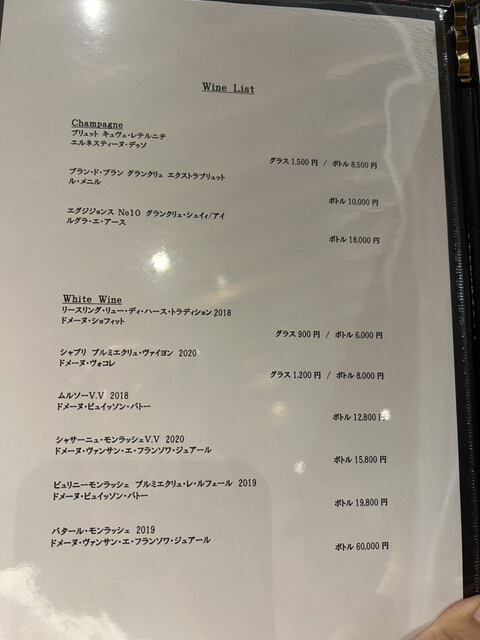 Wine List
Champagne
ブリュット キュヴェ・レテルニテ
エルネスティーヌ・デゥソ
グラス 1,500 円 / ボトル 8,500 円
ブラン・ド・ブラン グランクリュ エクストラブリュット
ル・メニル
ボトル 10,000 円
エグジジョンス No10 グランクリュ・シュイィ/アイ
ルグラ・エ・アース
ボトル 18,000 円
White Wine
リースリング・リュー・ディ・ハース・トラディション 2018
ドメーヌ・ショフィット
グラス 900 円 / ボトル 6,000 円
シャブリ プルミエクリュ・ヴァイヨン 2020
ドメーヌ・ヴォコレ
グラス 1,200 円 / ボトル 8,000 円
ムルソーV.V 2018
ドメーヌ・ビュイッソン・バトー
ボトル 12,800 円
シャサーニュ・モンラッシェV.V 2020
ドメーヌ・ヴァンサン・エ・フランソワ・ジュアール
ボトル 15,800 円
ピュリニーモンラッシェ プルミエクリュ・レ・ルフェール 2019
ドメーヌ・ビュイッソン・バトー
ボトル 19,800 円
バタール・モンラッシェ 2019
ドメーヌ・ヴァンサン・エ・フランソワ・ジュアール
ボトル 60,000 円